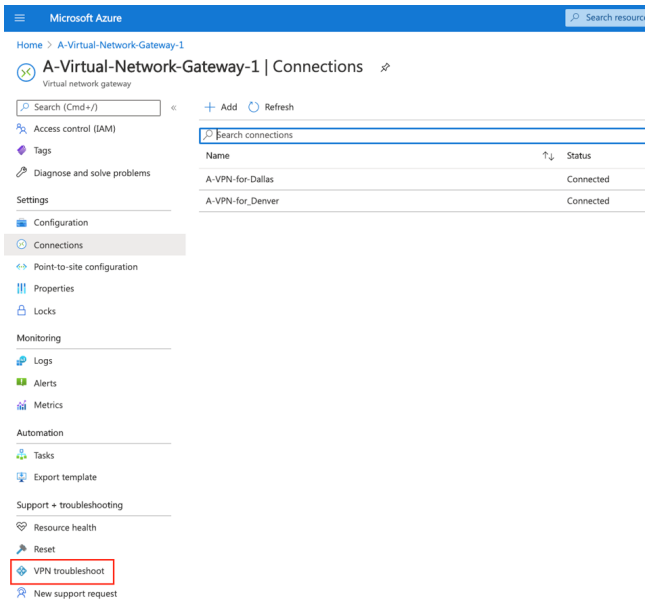 Microsoft Azure
Search resourc
Home > A-Virtual-Network-Gateway-1
A-Virtual-Network-Gateway-1 | Connections
Virtual network gateway
Search (Cmd+/)
«
Access control (IAM)
Tags
Diagnose and solve problems
Settings
Configuration
Connections
Point-to-site configuration
Properties
Locks
Monitoring
Logs
Alerts
Metrics
Automation
Tasks
Export template
Support + troubleshooting
Resource health
Reset
VPN troubleshoot
New support request
+ Add Refresh
Search connections
Name ↑↓ Status
A-VPN-for-Dallas Connected
A-VPN-for_Denver Connected